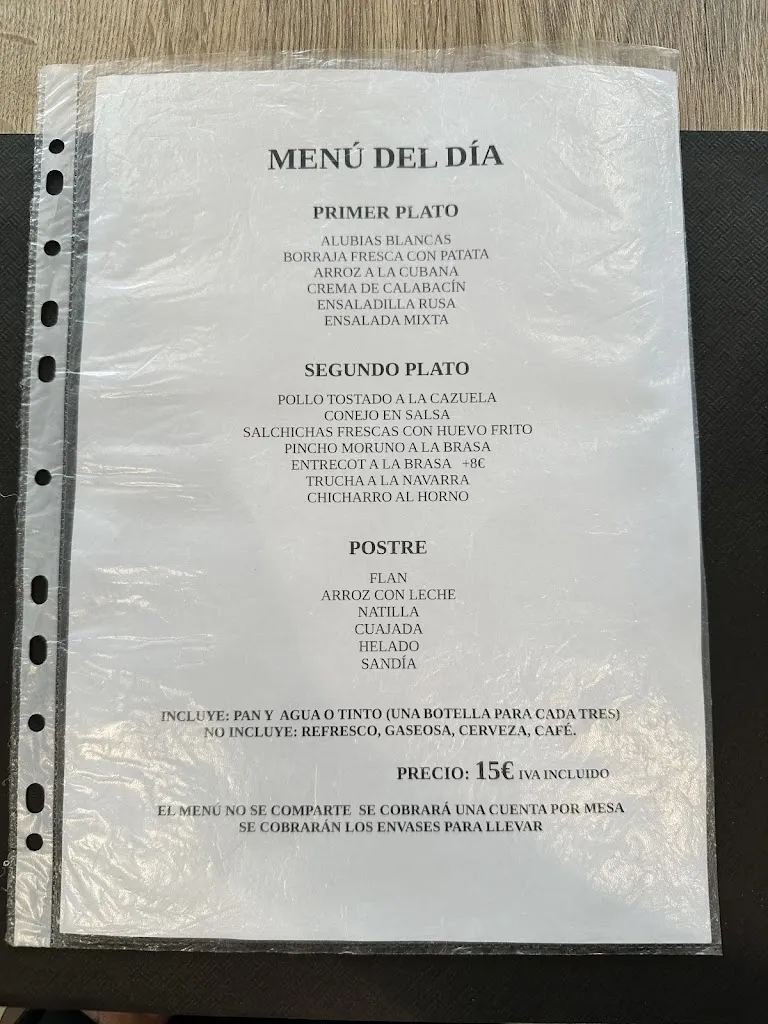 MENÚ DEL DÍA
PRIMER PLATO
ALUBIAS BLANCAS
BORRAJA FRESCA CON PATATA
ARROZ A LA CUBANA
CREMA DE CALABACÍN
ENSALADILLA RUSA
ENSALADA MIXTA
SEGUNDO PLATO
POLLO TOSTADO A LA CAZUELA
CONEJO EN SALSA
SALCHICHAS FRESCAS CON HUEVO FRITO
PINCHO MORUNO A LA BRASA
ENTRECOT A LA BRASA +8€
TRUCHA A LA NAVARRA
CHICHARRO AL HORNO
POSTRE
FLAN
ARROZ CON LECHE
NATILLA
CUAJADA
HELADO
SANDÍA
INCLUYE: PAN Y AGUA O TINTO (UNA BOTELLA PARA CADA TRES)
NO INCLUYE: REFRESCO, GASEOSA, CERVEZA, CAFÉ.
PRECIO: 15€ IVA INCLUIDO
EL MENÚ NO SE COMPARTE SE COBRARÁ UNA CUENTA POR MESA
SE COBRARÁN LOS ENVASES PARA LLEVAR